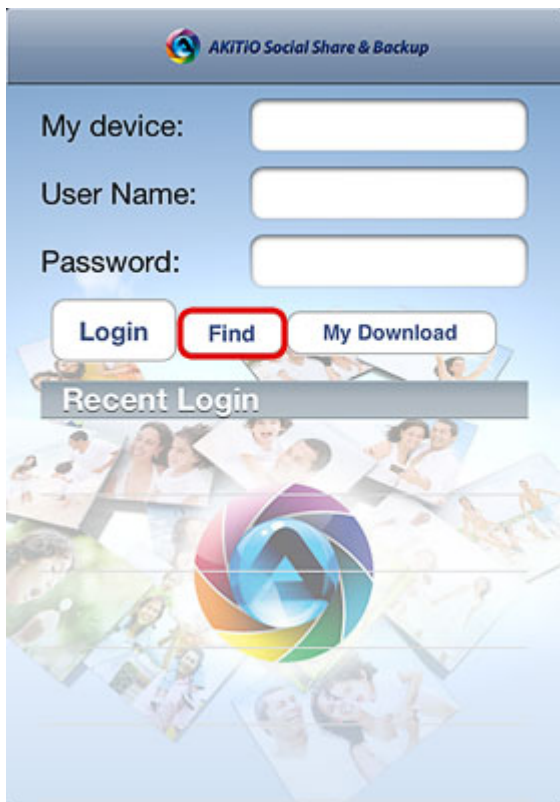 AKiTiO Social Share & Backup
My device:
User Name:
Password:
Login Find My Download
Recent Login